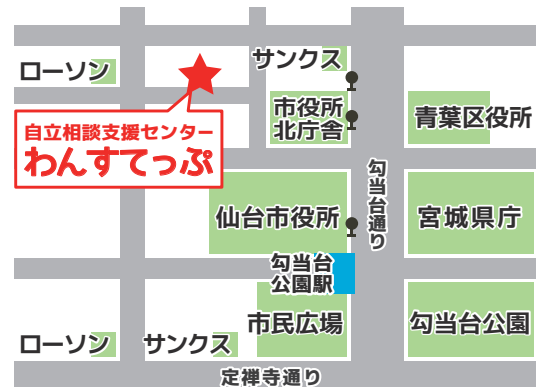 サンクス
ローソン
市役所
北庁舎
青葉区役所
自立相談支援センター
わんすてっぷ
勾当台通り
仙台市役所
宮城県庁
勾当台
公園駅
市民広場
勾当台公園
ローソン
サンクス
定禅寺通り